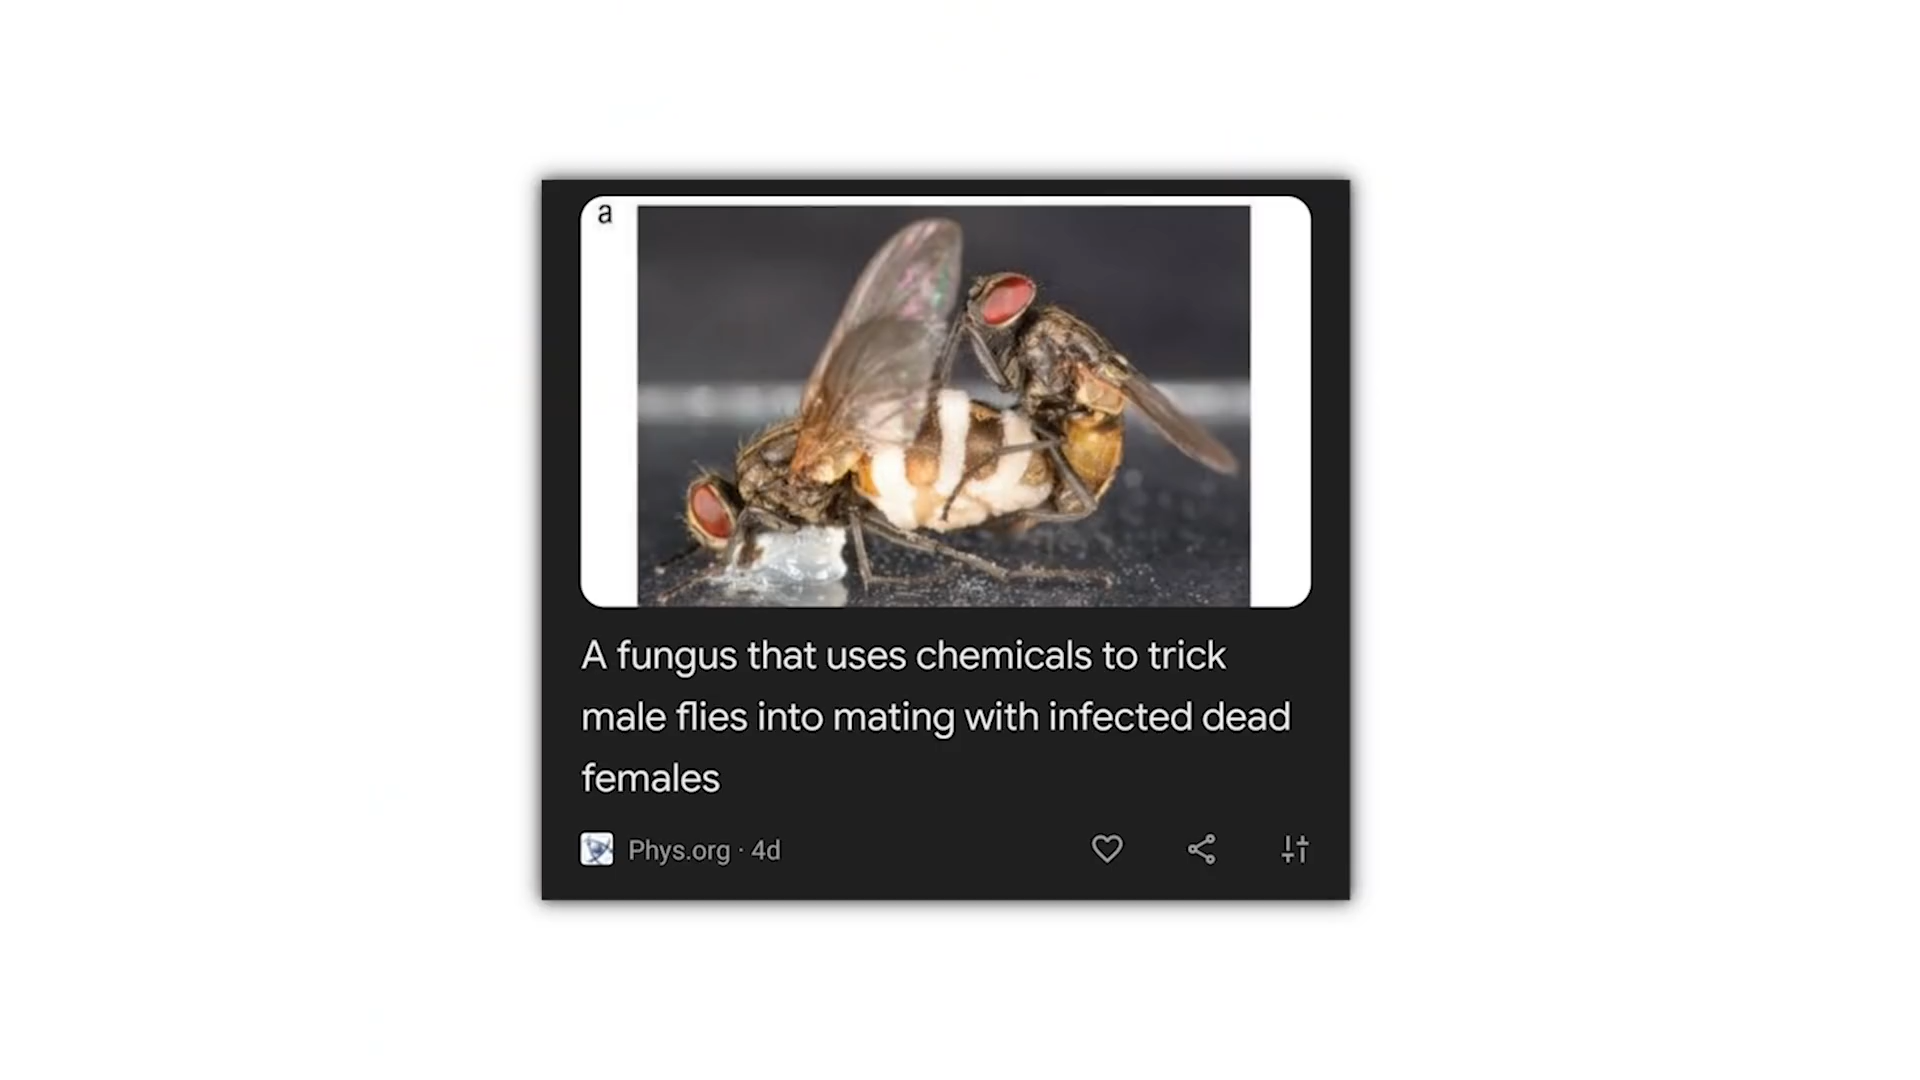 a
A fungus that uses chemicals to trick
male flies into mating with infected dead
females
Phys.org · 4d